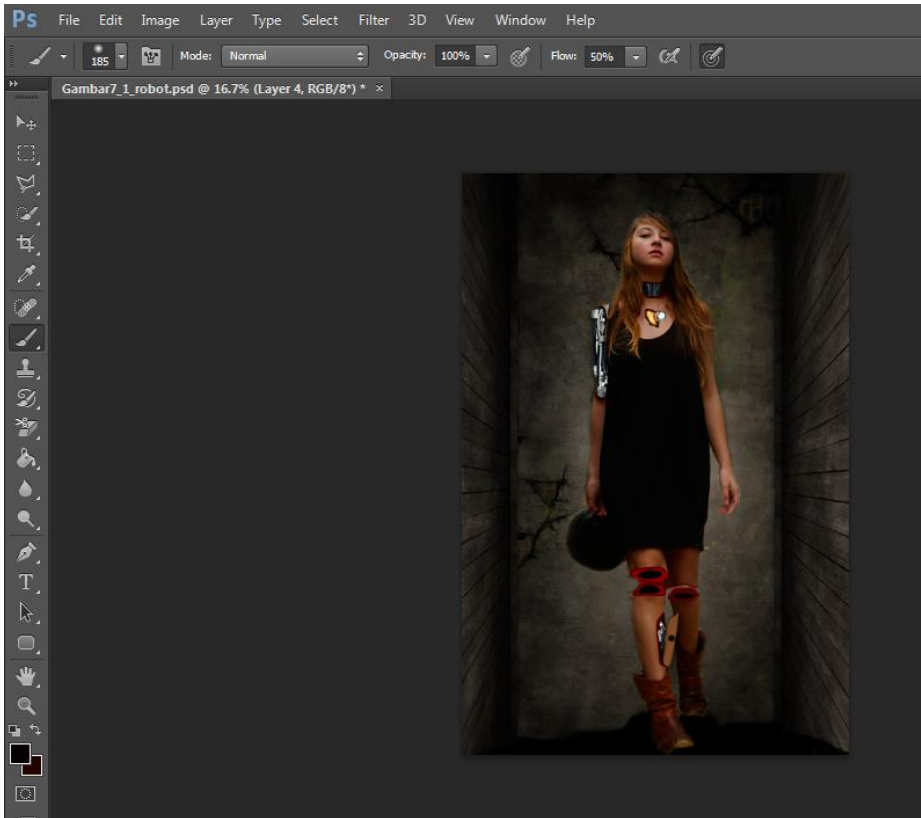 Ps File Edit Image Layer Type Select Filter 3D View Window Help
185 Mode: Normal Opacity: 100% Flow: 50%
Gambar7_1_robot.psd @ 16.7% (Layer 4, RGB/8*) * ×
T